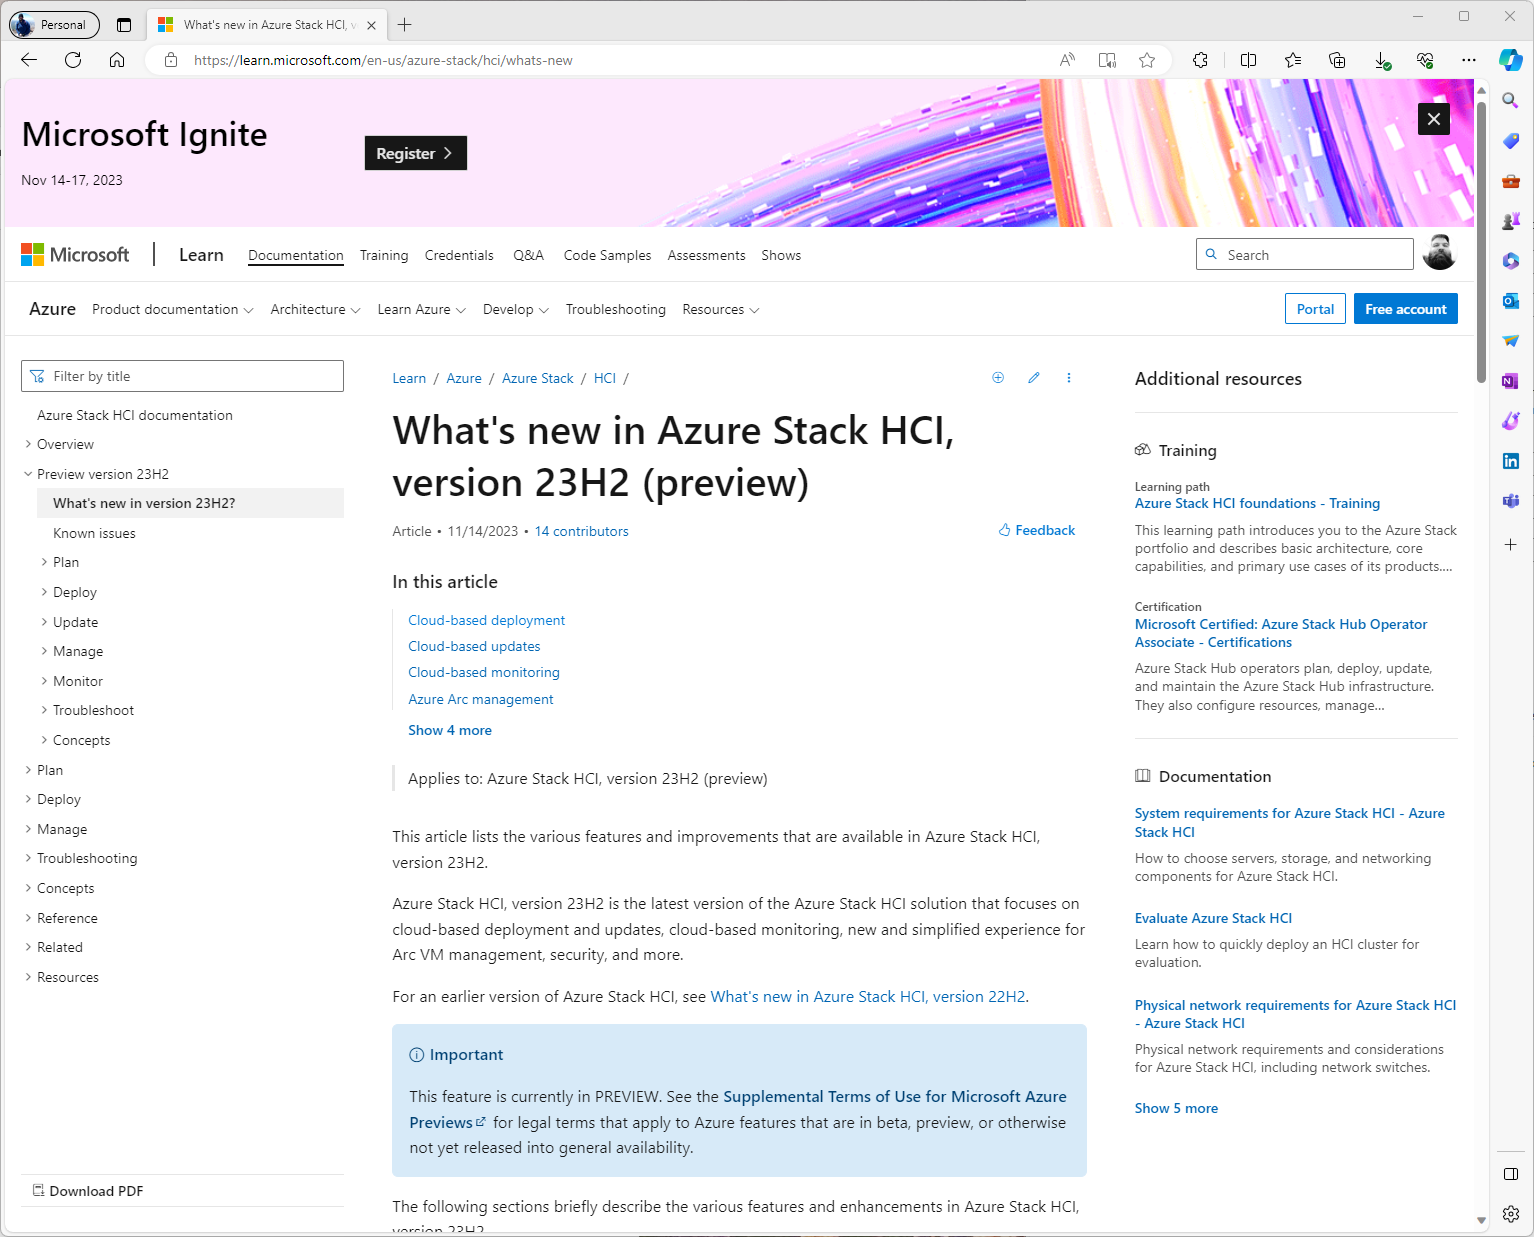 Personal
What's new in Azure Stack HCI, v
https://learn.microsoft.com/en-us/azure-stack/hci/whats-new
Microsoft Ignite
Register
Nov 14-17, 2023
Microsoft
Learn
Documentation
Training
Credentials
Q&A
Code Samples
Assessments
Shows
Search
Azure
Product documentation
Architecture
Learn Azure
Develop
Troubleshooting
Resources
Portal
Free account
Filter by title
Azure Stack HCI documentation
Overview
Preview version 23H2
What's new in version 23H2?
Known issues
Plan
Deploy
Update
Manage
Monitor
Troubleshoot
Concepts
Plan
Deploy
Manage
Troubleshooting
Concepts
Reference
Related
Resources
Download PDF
Learn / Azure / Azure Stack / HCI /
What's new in Azure Stack HCI,
version 23H2 (preview)
Article • 11/14/2023 • 14 contributors
Feedback
In this article
Cloud-based deployment
Cloud-based updates
Cloud-based monitoring
Azure Arc management
Show 4 more
Applies to: Azure Stack HCI, version 23H2 (preview)
This article lists the various features and improvements that are available in Azure Stack HCI,
version 23H2.
Azure Stack HCI, version 23H2 is the latest version of the Azure Stack HCI solution that focuses on
cloud-based deployment and updates, cloud-based monitoring, new and simplified experience for
Arc VM management, security, and more.
For an earlier version of Azure Stack HCI, see What's new in Azure Stack HCI, version 22H2.
Important
This feature is currently in PREVIEW. See the Supplemental Terms of Use for Microsoft Azure
Previews for legal terms that apply to Azure features that are in beta, preview, or otherwise
not yet released into general availability.
The following sections briefly describe the various features and enhancements in Azure Stack HCI,
version 23H2
Additional resources
Training
Learning path
Azure Stack HCI foundations - Training
This learning path introduces you to the Azure Stack
portfolio and describes basic architecture, core
capabilities, and primary use cases of its products....
Certification
Microsoft Certified: Azure Stack Hub Operator
Associate - Certifications
Azure Stack Hub operators plan, deploy, update,
and maintain the Azure Stack Hub infrastructure.
They also configure resources, manage...
Documentation
System requirements for Azure Stack HCI - Azure
Stack HCI
How to choose servers, storage, and networking
components for Azure Stack HCI.
Evaluate Azure Stack HCI
Learn how to quickly deploy an HCI cluster for
evaluation.
Physical network requirements for Azure Stack HCI
- Azure Stack HCI
Physical network requirements and considerations
for Azure Stack HCI, including network switches.
Show 5 more